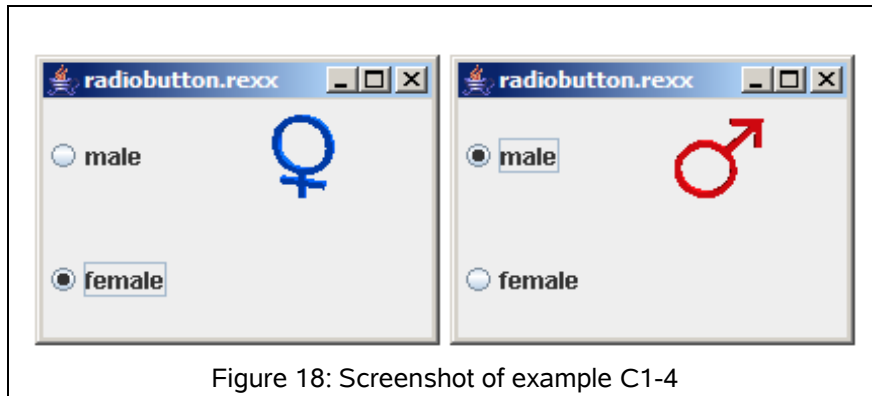 radiobutton.rexx
male
female
radiobutton.rexx
male
female
Figure 18: Screenshot of example C1-4